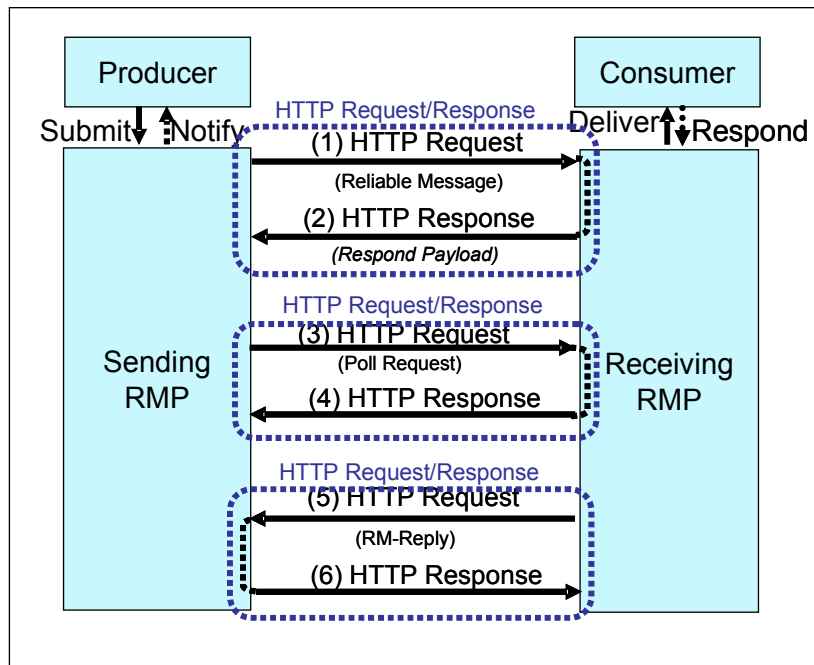 Producer
Consumer
HTTP Request/Response
Submit
Notify
Deliver
Respond
(1) HTTP Request
(Reliable Message)
(2) HTTP Response
(Respond Payload)
HTTP Request/Response
(3) HTTP Request
(Poll Request)
(4) HTTP Response
Sending
RMP
Receiving
RMP
HTTP Request/Response
(5) HTTP Request
(RM-Reply)
(6) HTTP Response